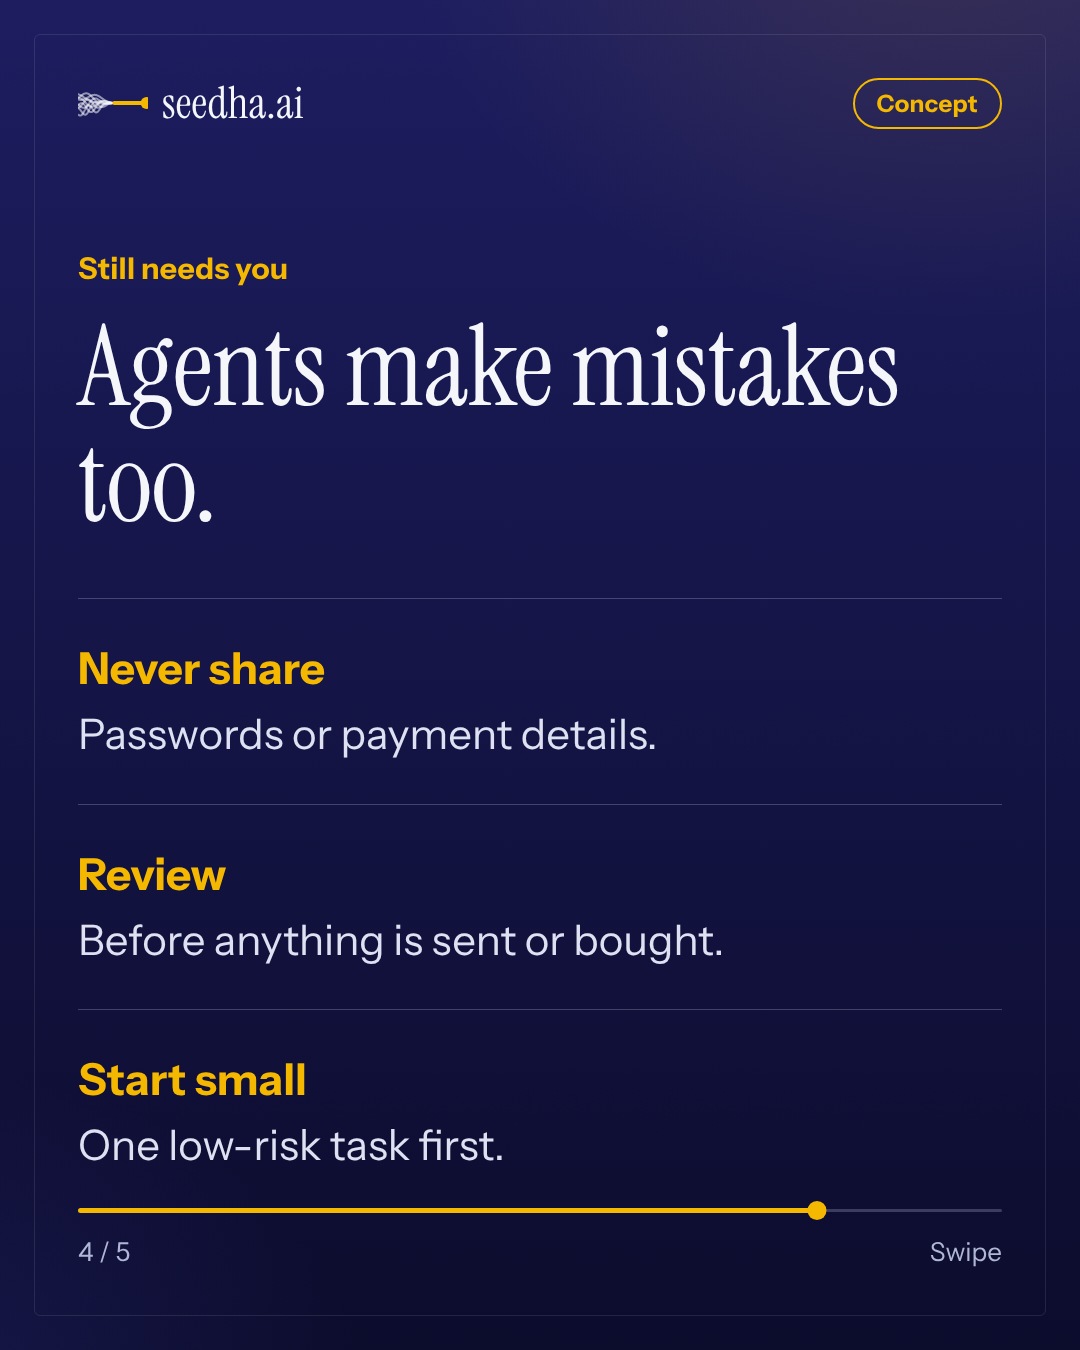 seedha.ai
Concept
Still needs you
Agents make mistakes
too.
Never share
Passwords or payment details.
Review
Before anything is sent or bought.
Start small
One low-risk task first.
4 / 5
Swipe